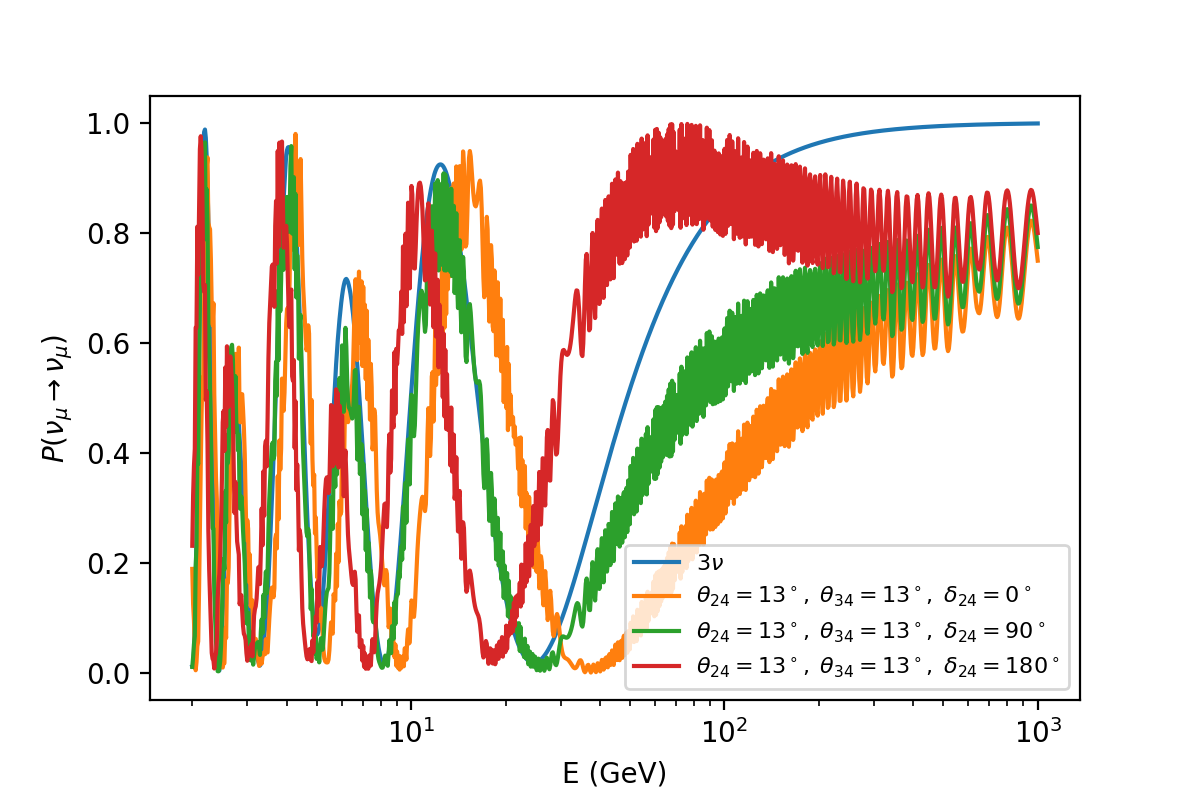 1.0
0.8
0.6
0.4
0.2
0.0
P(νμ → νμ)
10¹ 10² 10³
E (GeV)
3ν
θ₂₄ = 13°, θ₃₄ = 13°, δ₂₄ = 0°
θ₂₄ = 13°, θ₃₄ = 13°, δ₂₄ = 90°
θ₂₄ = 13°, θ₃₄ = 13°, δ₂₄ = 180°